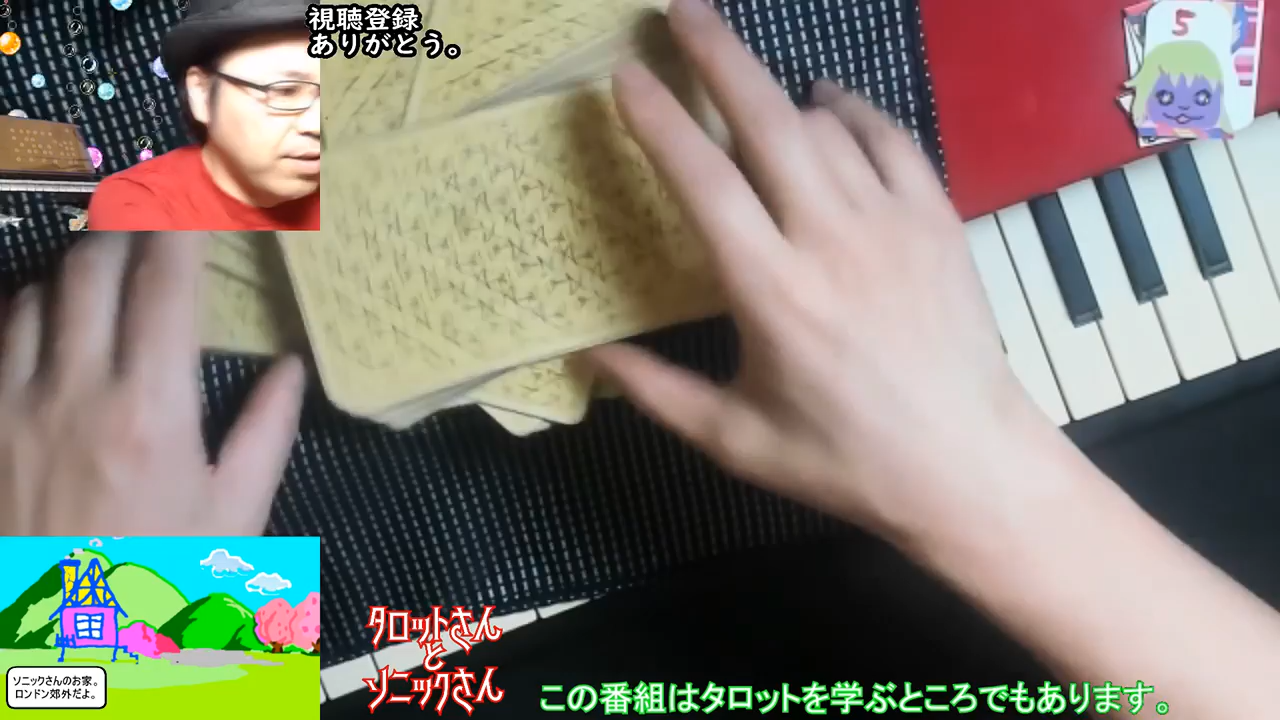 視聴登録
ありがとう。
5
ソニックさんのお家。
ロンドン郊外だよ。
タロットさん
と
ソニックさん
この番組はタロットを学ぶところでもあります。